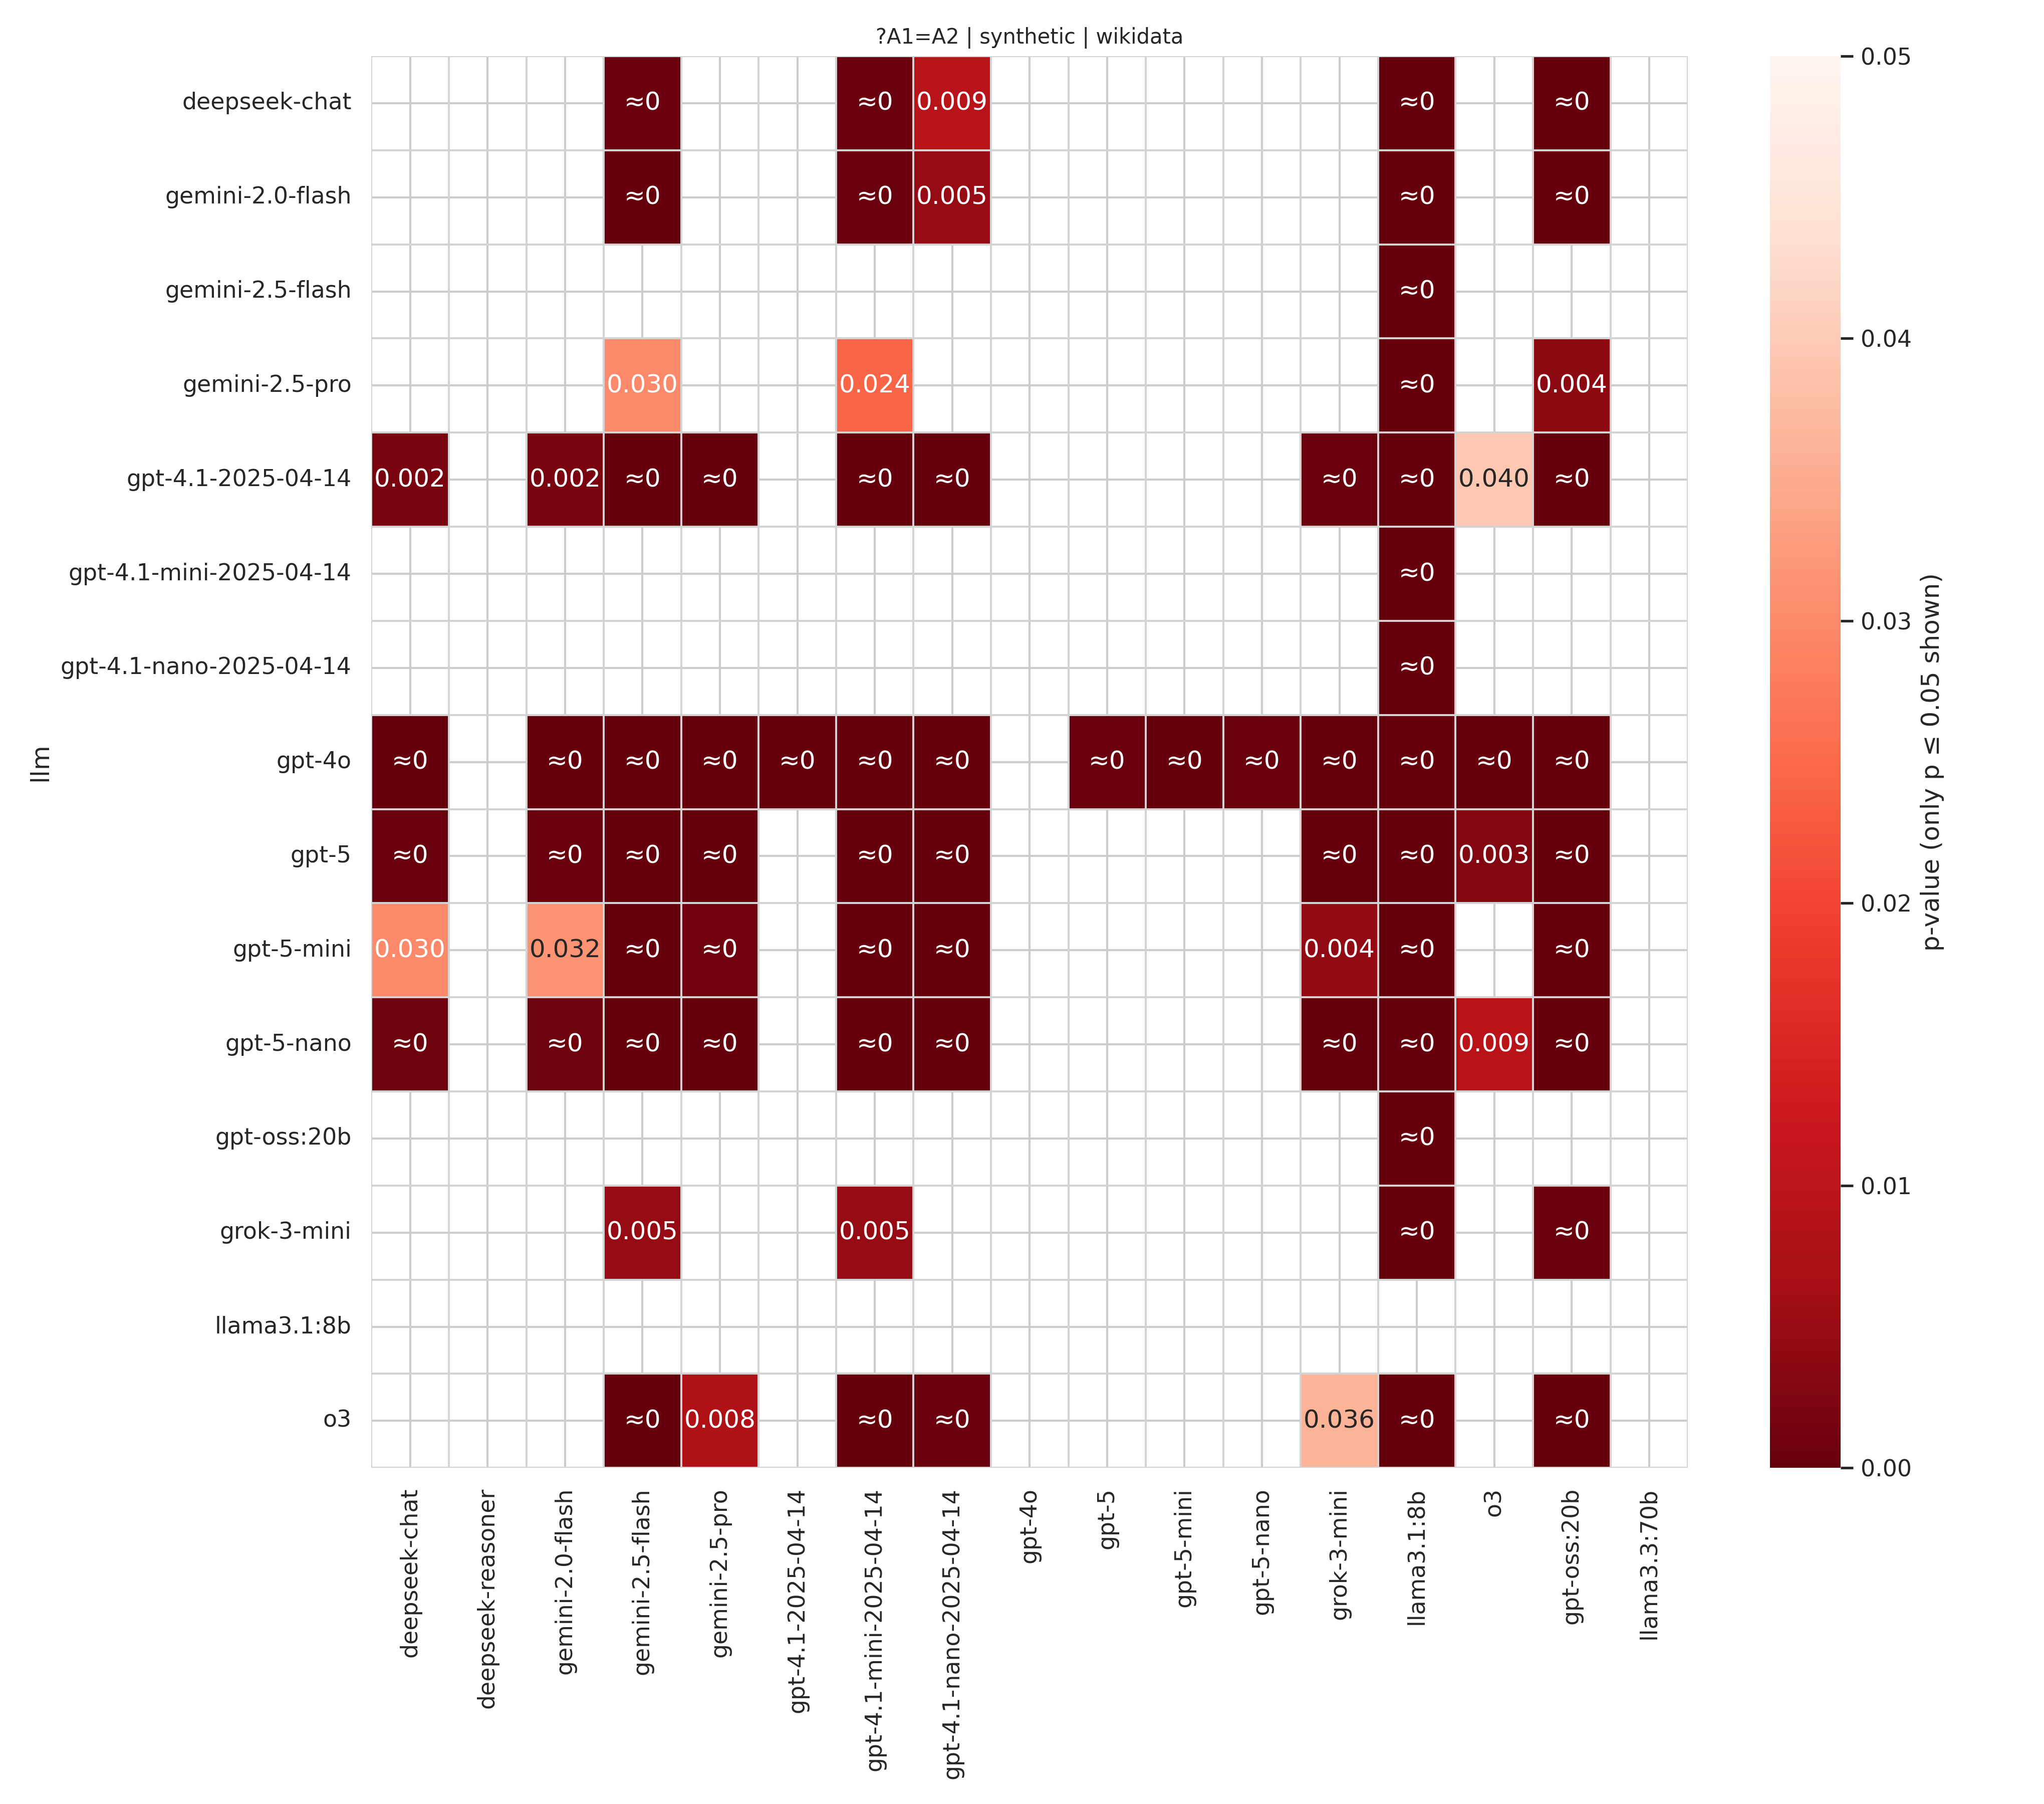 ?A1=A2 | synthetic | wikidata
deepseek-chat ≈0 ≈0 0.009 ≈0 ≈0
gemini-2.0-flash ≈0 ≈0 0.005 ≈0 ≈0
gemini-2.5-flash ≈0
gemini-2.5-pro 0.030 0.024 ≈0 0.004
gpt-4.1-2025-04-14 0.002 0.002 ≈0 ≈0 ≈0 ≈0 ≈0 ≈0 0.040 ≈0
gpt-4.1-mini-2025-04-14 ≈0
gpt-4.1-nano-2025-04-14 ≈0
gpt-4o ≈0 ≈0 ≈0 ≈0 ≈0 ≈0 ≈0 ≈0 ≈0 ≈0 ≈0 ≈0 ≈0 ≈0
gpt-5 ≈0 ≈0 ≈0 ≈0 ≈0 ≈0 ≈0 ≈0 0.003 ≈0
gpt-5-mini 0.030 0.032 ≈0 ≈0 ≈0 ≈0 0.004 ≈0 ≈0
gpt-5-nano ≈0 ≈0 ≈0 ≈0 ≈0 ≈0 ≈0 ≈0 0.009 ≈0
gpt-oss:20b ≈0
grok-3-mini 0.005 0.005 ≈0 ≈0
llama3.1:8b
o3 ≈0 0.008 ≈0 ≈0 0.036 ≈0 ≈0
llm
deepseek-chat
deepseek-reasoner
gemini-2.0-flash
gemini-2.5-flash
gemini-2.5-pro
gpt-4.1-2025-04-14
gpt-4.1-mini-2025-04-14
gpt-4.1-nano-2025-04-14
gpt-4o
gpt-5
gpt-5-mini
gpt-5-nano
grok-3-mini
llama3.1:8b
o3
gpt-oss:20b
llama3.3:70b
0.05
0.04
0.03
0.02
0.01
0.00
p-value (only p ≤ 0.05 shown)